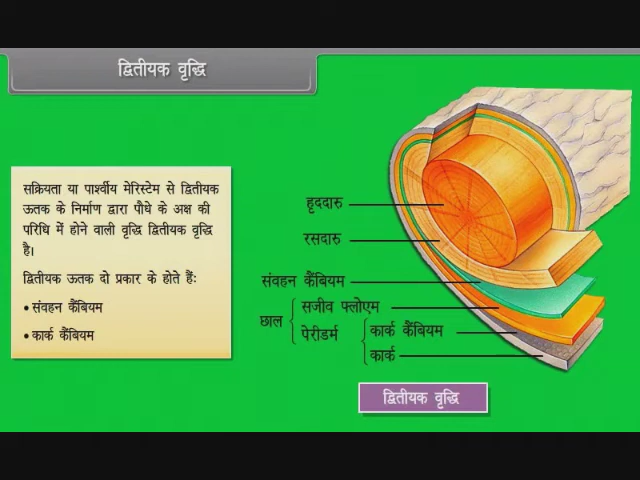 द्वितीयक वृद्धि
सक्रियता या पार्श्वीय मेरिस्टेम से द्वितीयक
ऊतक के निर्माण द्वारा पौधे के अक्ष की
परिधि में होने वाली वृद्धि द्वितीयक वृद्धि
है।
द्वितीयक ऊतक दो प्रकार के होते हैं:
• संवहन कैंबियम
• कार्क कैंबियम
हृददारु
रसदारु
संवहन कैंबियम
छाल
सजीव फ्लोएम
पेरीडर्म
कार्क कैंबियम
कार्क
द्वितीयक वृद्धि